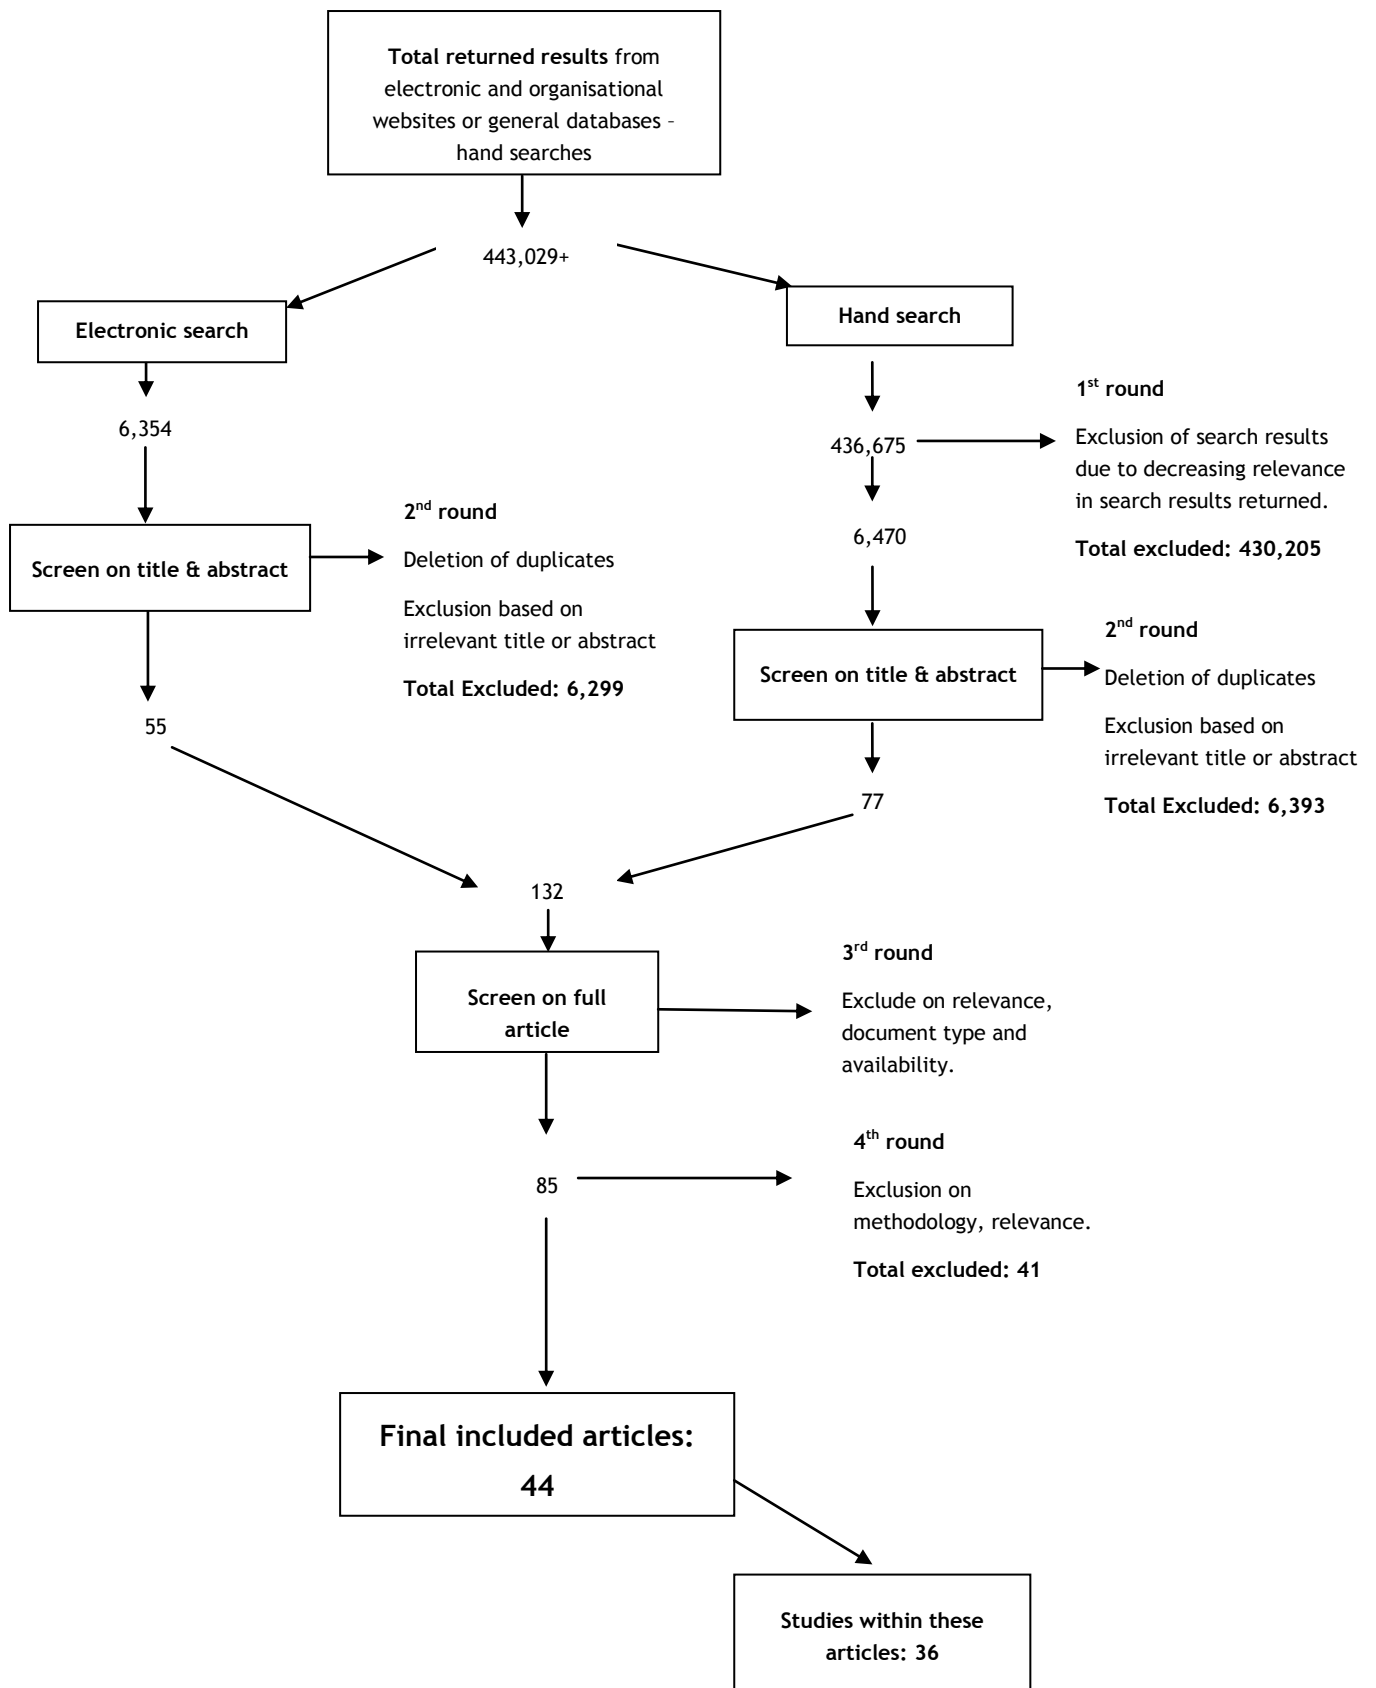 Total returned results from
electronic and organisational
websites or general databases –
hand searches
443,029+
Electronic search
Hand search
6,354
436,675
1st round
Exclusion of search results
due to decreasing relevance
in search results returned.
Total excluded: 430,205
6,470
Screen on title & abstract
2nd round
Deletion of duplicates
Exclusion based on
irrelevant title or abstract
Total Excluded: 6,299
Screen on title & abstract
2nd round
Deletion of duplicates
Exclusion based on
irrelevant title or abstract
Total Excluded: 6,393
55
77
132
Screen on full
article
3rd round
Exclude on relevance,
document type and
availability.
85
4th round
Exclusion on
methodology, relevance.
Total excluded: 41
Final included articles:
44
Studies within these
articles: 36